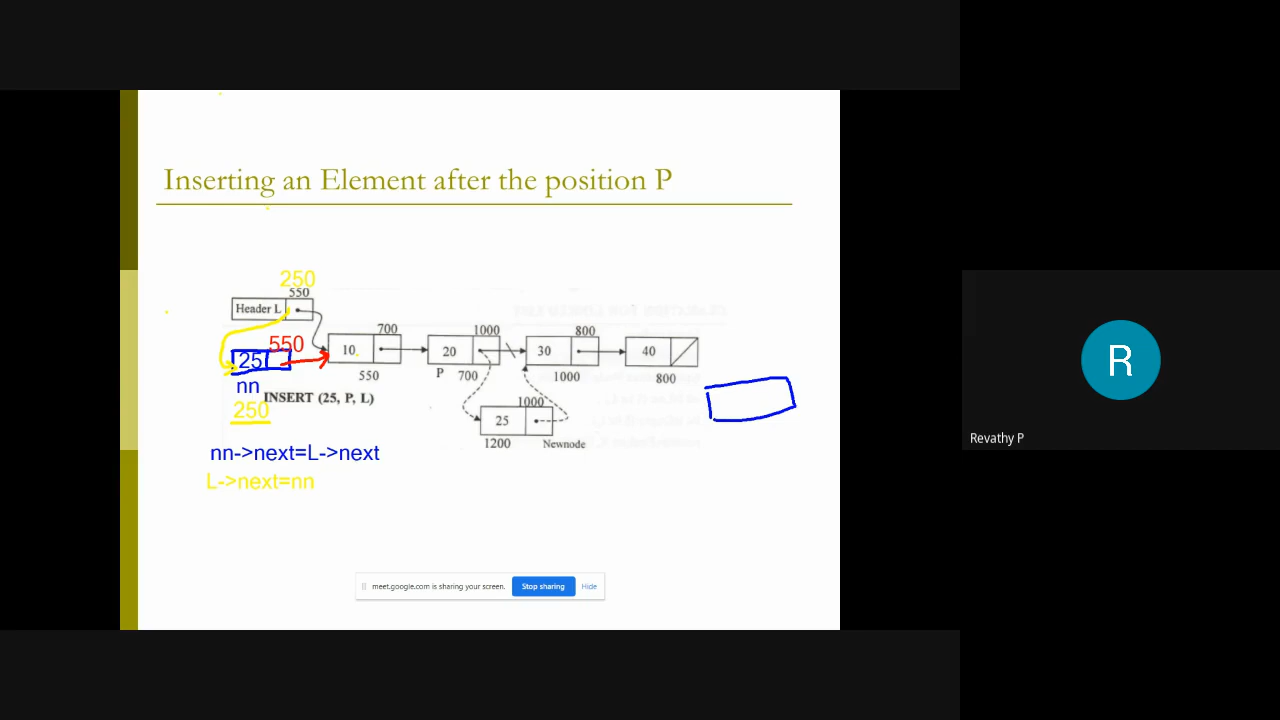 Inserting an Element after the position P
250
550
Header L
550
700
1000
800
10
20
30
40
25
nn
550
P
700
1000
800
INSERT (25, P, L)
250
1000
25
1200
Newnode
nn->next=L->next
L->next=nn
meet.google.com is sharing your screen.
Stop sharing
Hide
R
Revathy P